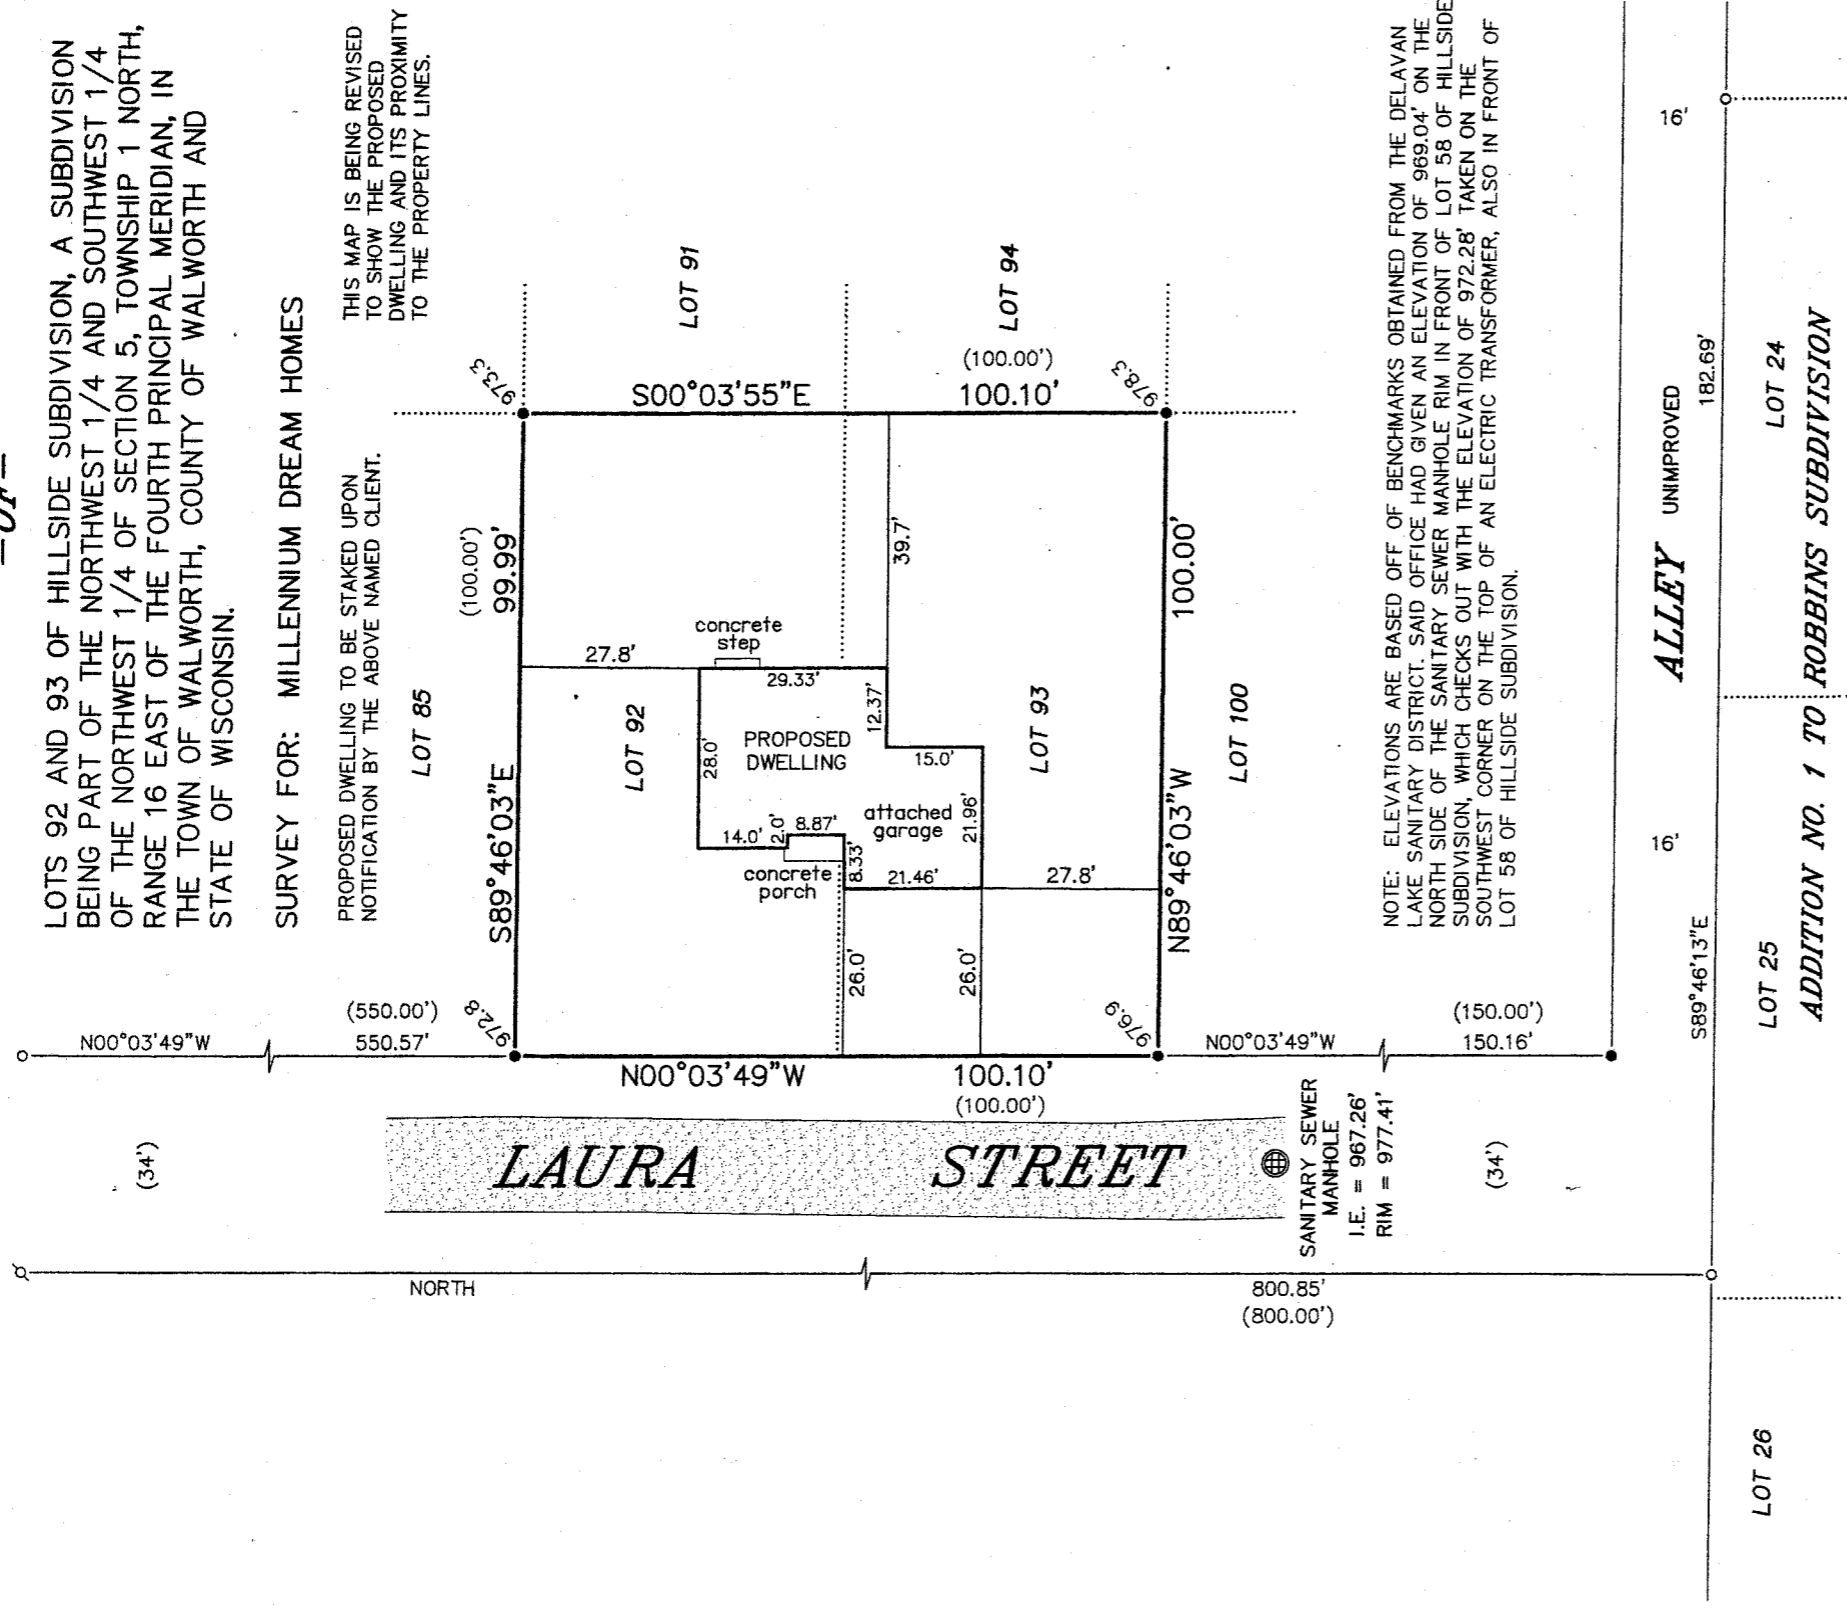 -OF-
LOTS 92 AND 93 OF HILLSIDE SUBDIVISION, A SUBDIVISION
BEING PART OF THE NORTHWEST 1/4 AND SOUTHWEST 1/4
OF THE NORTHWEST 1/4 OF SECTION 5, TOWNSHIP 1 NORTH,
RANGE 16 EAST OF THE FOURTH PRINCIPAL MERIDIAN, IN
THE TOWN OF WALWORTH, COUNTY OF WALWORTH AND
STATE OF WISCONSIN.
SURVEY FOR: MILLENNIUM DREAM HOMES
THIS MAP IS BEING REVISED
TO SHOW THE PROPOSED
DWELLING AND ITS PROXIMITY
TO THE PROPERTY LINES.
PROPOSED DWELLING TO BE STAKED UPON
NOTIFICATION BY THE ABOVE NAMED CLIENT.
LOT 85
LOT 91
LOT 94
(100.00')
99.99'
S89°46'03"E
973.3
S00°03'55"E
(100.00')
100.10'
978.3
27.8'
concrete
step
29.33'
39.7'
12.37'
LOT 92
28.0'
PROPOSED
DWELLING
15.0'
LOT 93
14.0'
2.0'
8.87'
attached
garage
21.96'
8.33'
concrete
porch
21.46'
27.8'
26.0'
26.0'
100.00'
N89°46'03"W
LOT 100
N00°03'49"W
(550.00')
550.57'
972.8
976.9
N00°03'49"W
100.10'
(100.00')
N00°03'49"W
(150.00')
150.16'
(34')
LAURA STREET
SANITARY SEWER
MANHOLE
I.E. = 967.26'
RIM = 977.41'
(34')
NORTH
800.85'
(800.00')
NOTE: ELEVATIONS ARE BASED OFF OF BENCHMARKS OBTAINED FROM THE DELAVAN
LAKE SANITARY DISTRICT. SAID OFFICE HAD GIVEN AN ELEVATION OF 969.04' ON THE
NORTH SIDE OF THE SANITARY SEWER MANHOLE RIM IN FRONT OF LOT 58 OF HILLSIDE
SUBDIVISION, WHICH CHECKS OUT WITH THE ELEVATION OF 972.28' TAKEN ON THE
SOUTHWEST CORNER ON THE TOP OF AN ELECTRIC TRANSFORMER, ALSO IN FRONT OF
LOT 58 OF HILLSIDE SUBDIVISION.
16'
ALLEY UNIMPROVED
16'
182.69'
S89°46'13"E
LOT 24
LOT 25
LOT 26
ADDITION NO. 1 TO ROBBINS SUBDIVISION